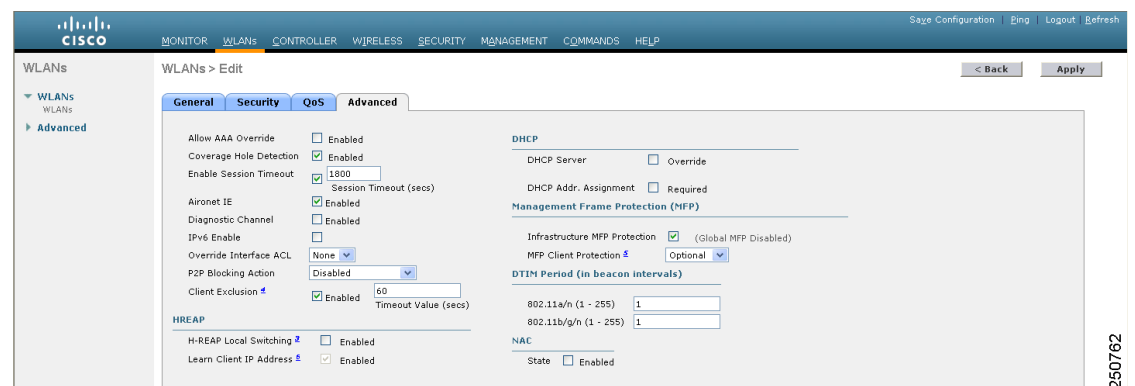 Save Configuration | Ping | Logout | Refresh
CISCO
MONITOR WLANs CONTROLLER WIRELESS SECURITY MANAGEMENT COMMANDS HELP
WLANs
WLANs > Edit
< Back
Apply
WLANs
WLANs
Advanced
General
Security
QoS
Advanced
Allow AAA Override Enabled
Coverage Hole Detection Enabled
Enable Session Timeout 1800
Session Timeout (secs)
Aironet IE Enabled
Diagnostic Channel Enabled
IPv6 Enable
Override Interface ACL None
P2P Blocking Action Disabled
Client Exclusion 4 Enabled 60
Timeout Value (secs)
HREAP
H-REAP Local Switching 2 Enabled
Learn Client IP Address 5 Enabled
DHCP
DHCP Server Override
DHCP Addr. Assignment Required
Management Frame Protection (MFP)
Infrastructure MFP Protection (Global MFP Disabled)
MFP Client Protection Optional
DTIM Period (in beacon intervals)
802.11a/n (1 - 255) 1
802.11b/g/n (1 - 255) 1
NAC
State Enabled
250762